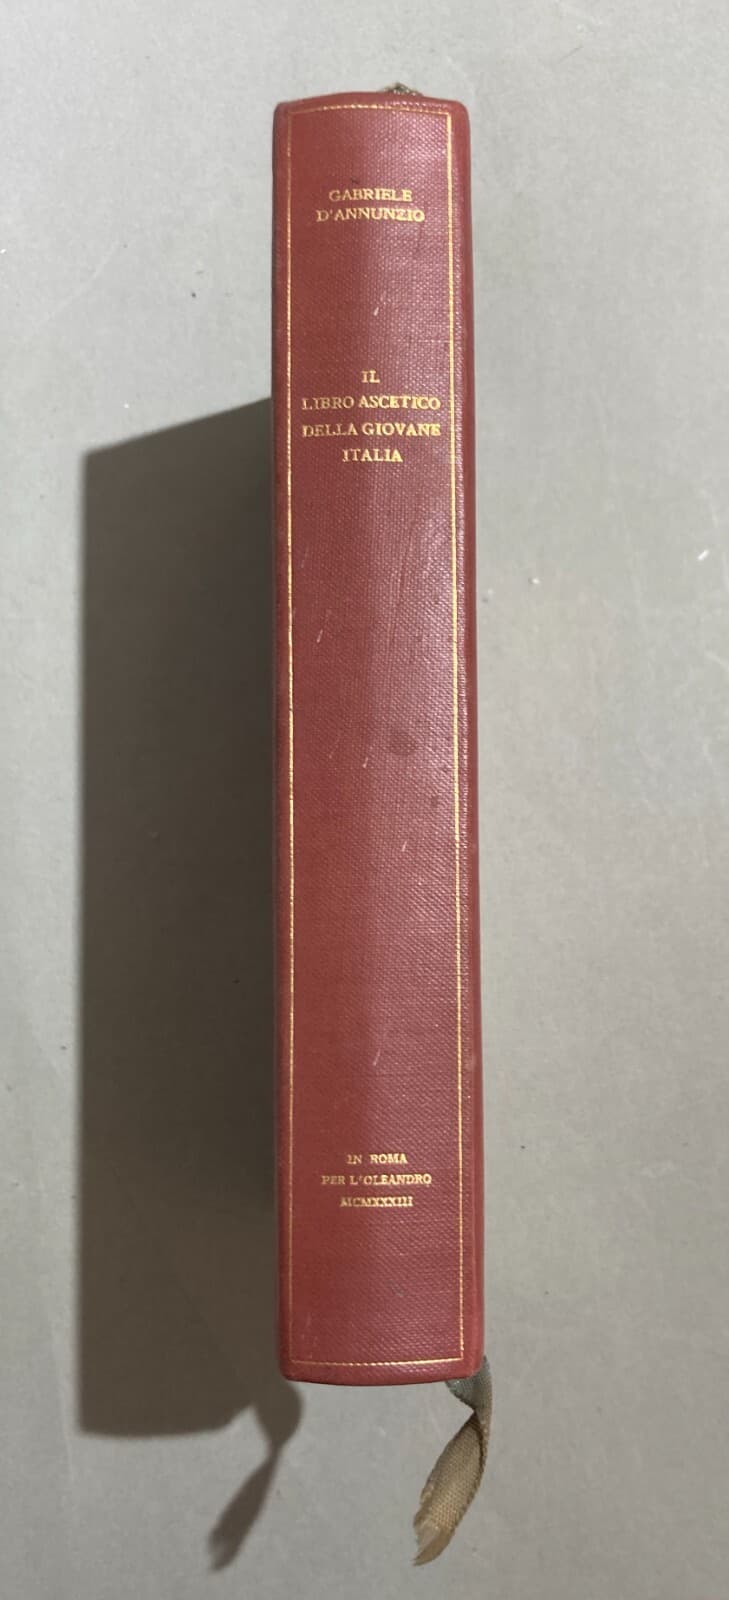 GABRIELE
D'ANNUNZIO
IL
LIBRO ASCETICO
DELLA GIOVANE
ITALIA
IN ROMA
PER L'OLEANDRO
MCMXXXIII